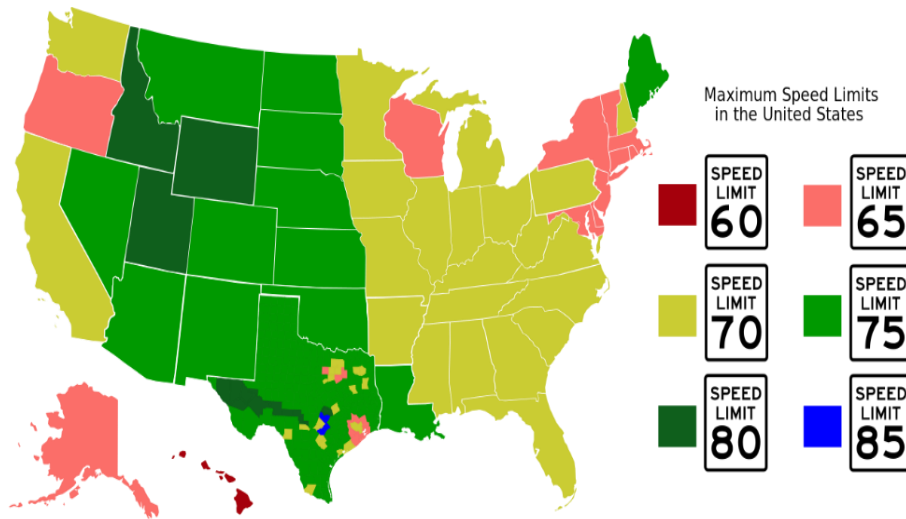 Maximum Speed Limits
in the United States
SPEED
LIMIT
60
SPEED
LIMIT
65
SPEED
LIMIT
70
SPEED
LIMIT
75
SPEED
LIMIT
80
SPEED
LIMIT
85